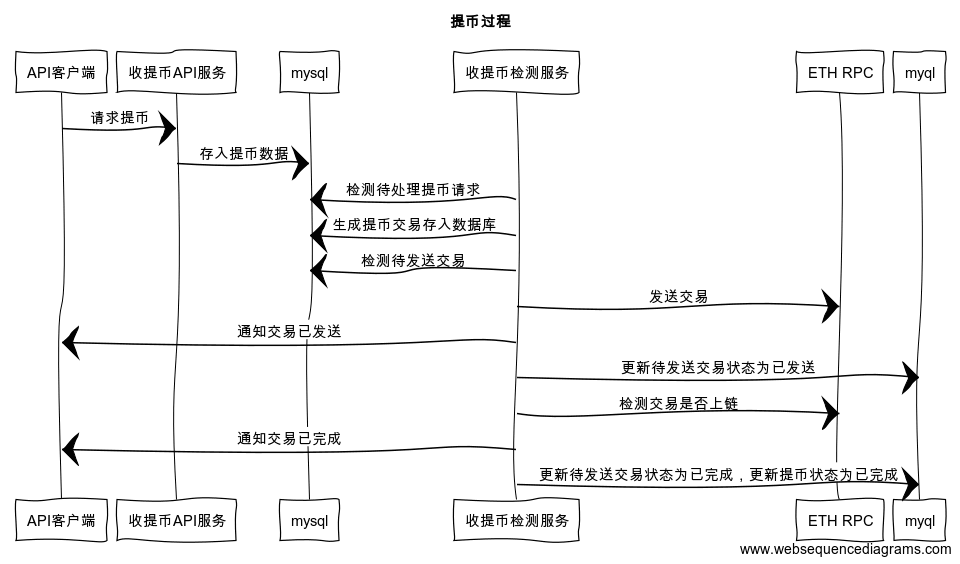 提币过程
API客户端 收提币API服务 mysql 收提币检测服务 ETH RPC myql
请求提币
存入提币数据
检测待处理提币请求
生成提币交易存入数据库
检测待发送交易
发送交易
通知交易已发送
更新待发送交易状态为已发送
检测交易是否上链
通知交易已完成
更新待发送交易状态为已完成，更新提币状态为已完成
API客户端 收提币API服务 mysql 收提币检测服务 ETH RPC myql
www.websequencediagrams.com